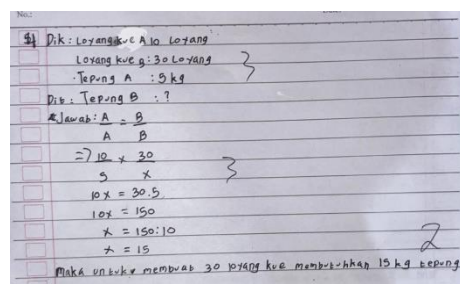 No.:
Dik: Loyang kue A 10 Loyang
Loyang kue B: 30 Loyang
Tepung A : 5 kg
3
Dit: Tepung B : ?
Jawab: A = B
A B
=> 10 x 30
5 x
3
10x = 30.5
10x = 150
x = 150:10
x = 15
2
Maka untuk membuat 30 loyang kue membutuhkan 15 kg tepung